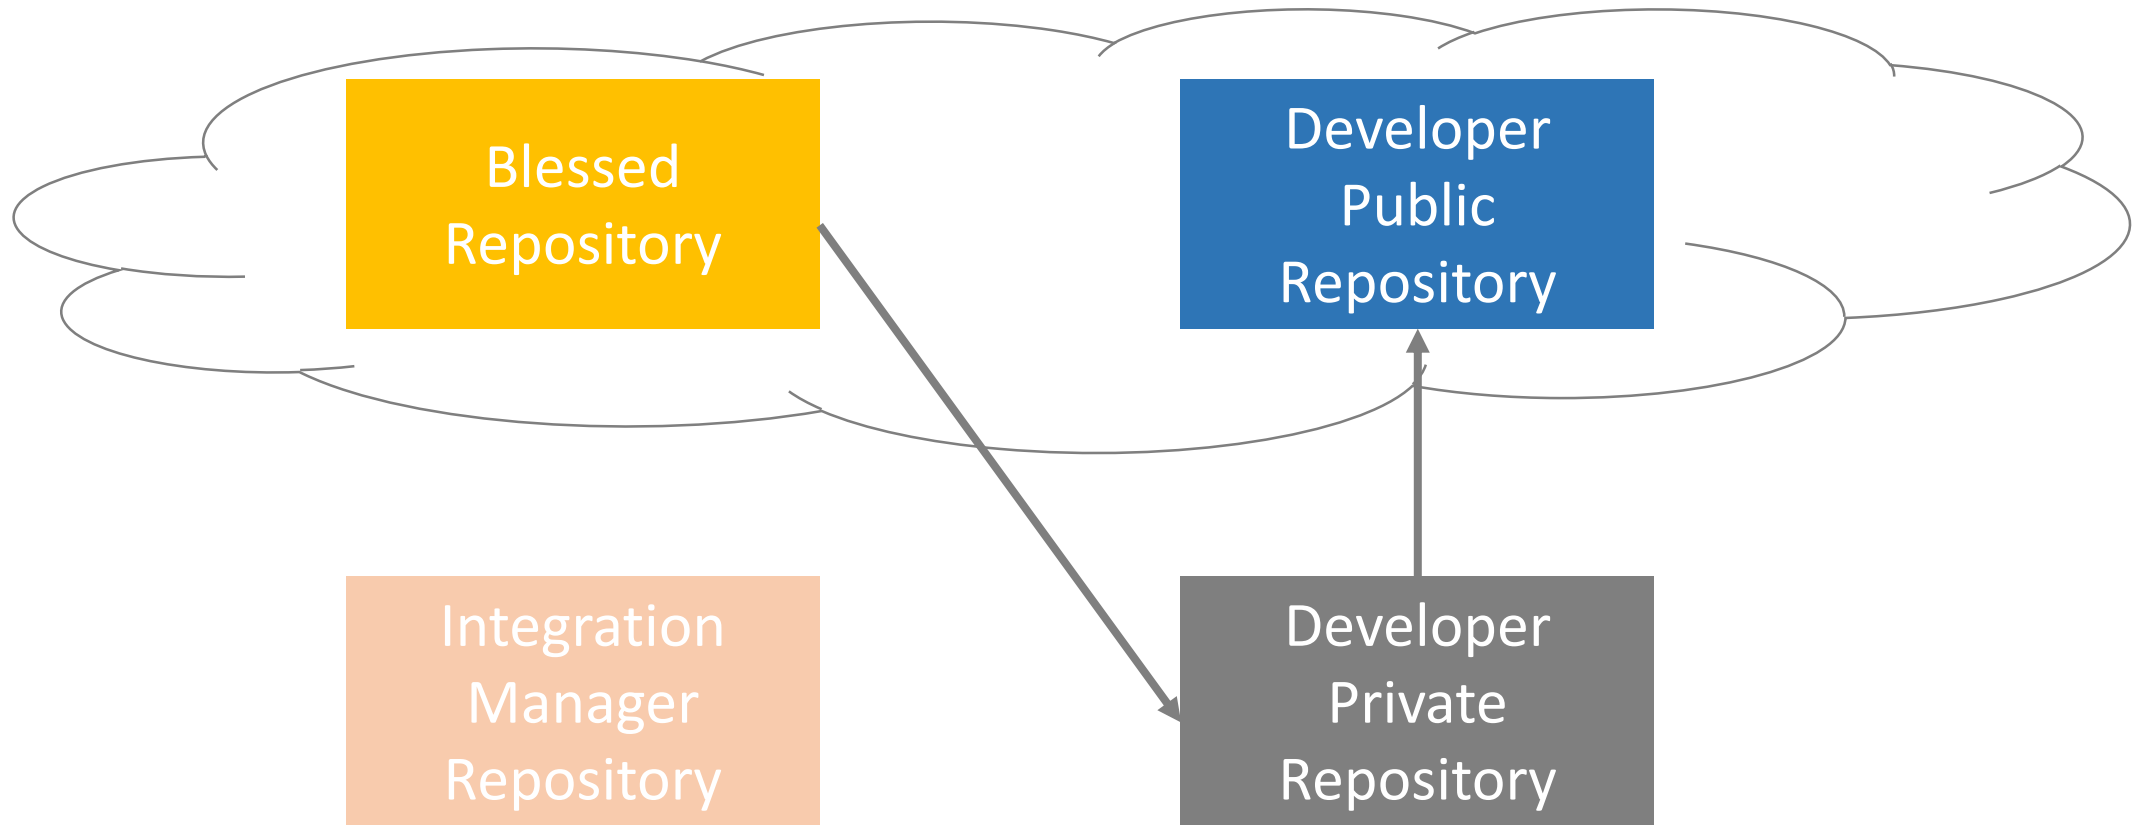 Blessed
Repository
Developer
Public
Repository
Integration
Manager
Repository
Developer
Private
Repository